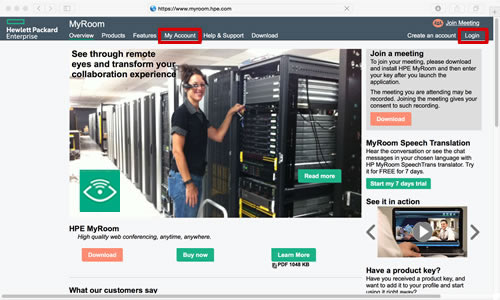 https://www.myroom.hpe.com
Hewlett Packard
Enterprise
MyRoom
Join Meeting
Overview Products Features My Account Help & Support Download Create an account Login
See through remote
eyes and transform your
collaboration experience
Read more
HPE MyRoom
High quality web conferencing, anytime, anywhere.
Download
Buy now
Learn More
PDF 1048 KB
What our customers say
Join a meeting
To join your meeting, please download
and install HPE MyRoom and then enter
your key after you launch the
application.
The meeting you are attending may be
recorded. Joining the meeting gives your
consent to such recording.
Download
MyRoom Speech Translation
Hear the conversation or see the chat
messages in your chosen language with
HP MyRoom SpeechTrans translator. Try
it for FREE for 7 days.
Start my 7 days trial
See it in action
Have a product key?
Have you received a product key, and
want to add it to your profile and start
using it right away?